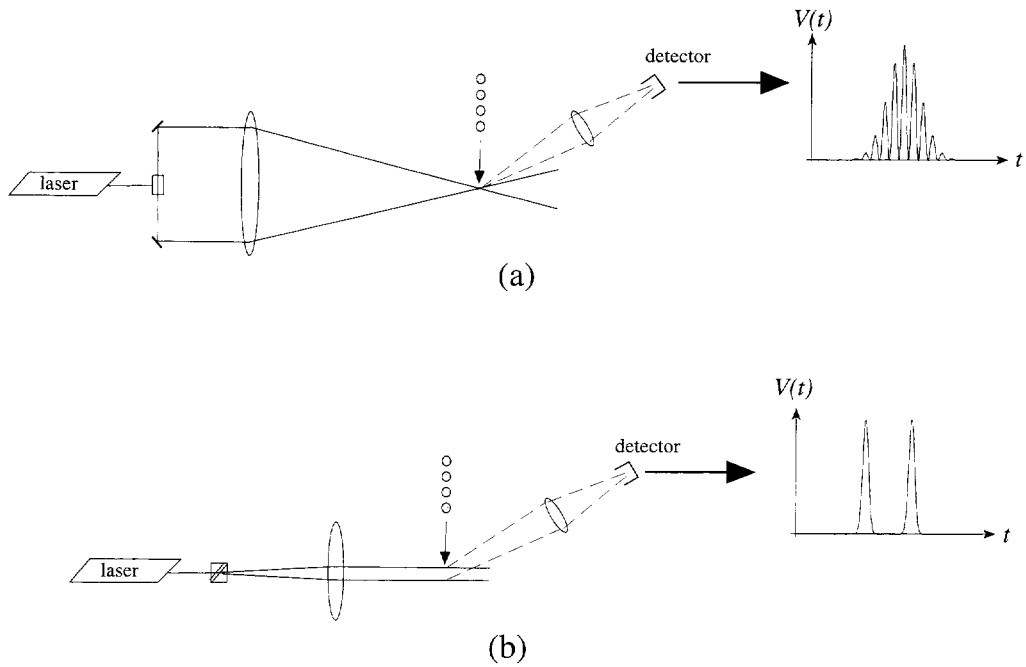 V(t)
detector
laser
t
(a)
V(t)
detector
laser
t
(b)